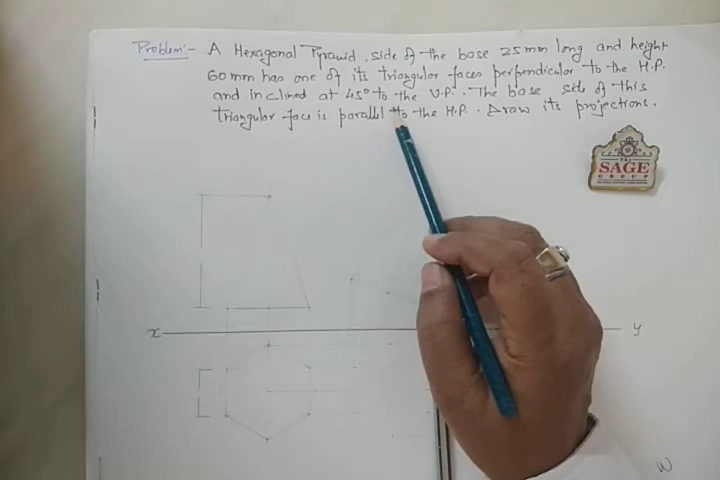 Problem:- A Hexagonal Pyramid, side of the base 25mm long and height
60mm has one of its triangular faces perpendicular to the H.P.
and inclined at 45° to the V.P. The base side of this
triangular face is parallel to the H.P. Draw its projections.
The
SAGE
GROUP
x
y